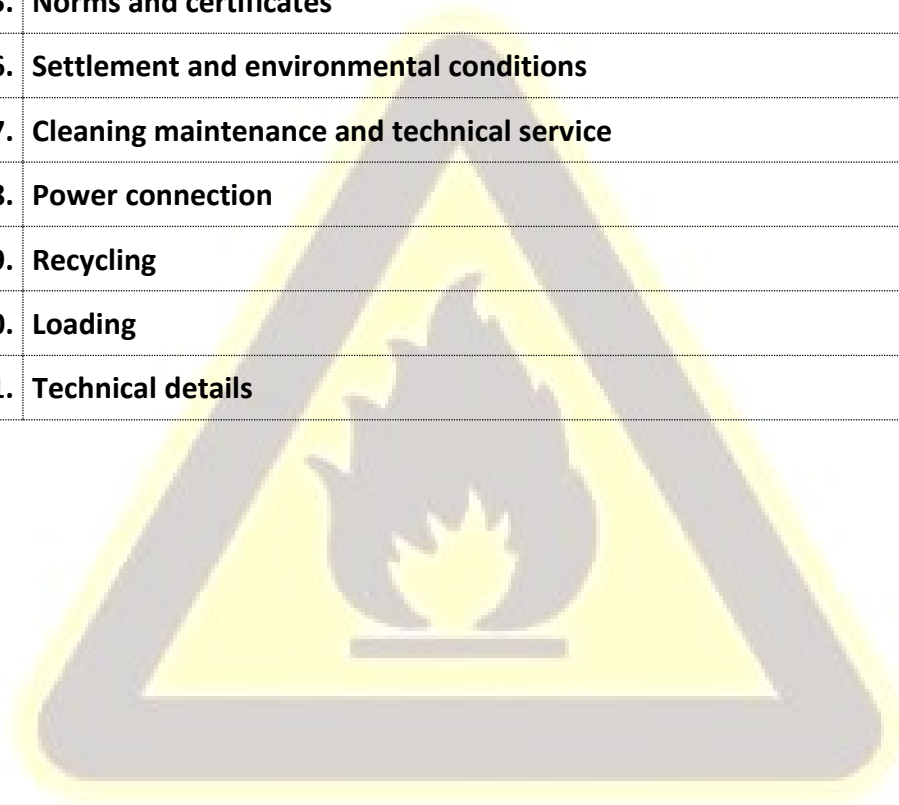 5. Norms and certificates
6. Settlement and environmental conditions
7. Cleaning maintenance and technical service
8. Power connection
9. Recycling
0. Loading
1. Technical details